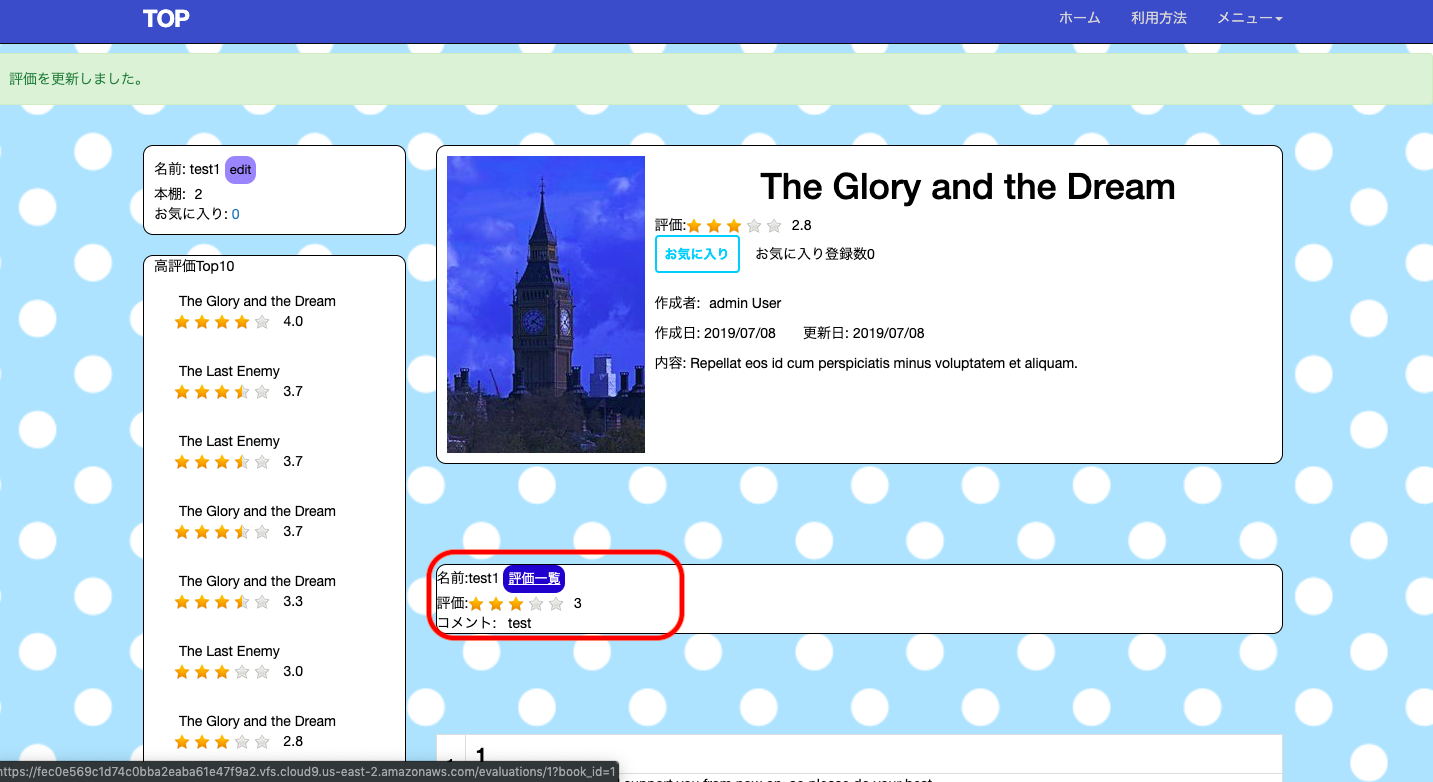 TOP
ホーム 利用方法 メニュー
評価を更新しました。
名前: test1 edit
本棚: 2
お気に入り: 0
高評価Top10
The Glory and the Dream
4.0
The Last Enemy
3.7
The Last Enemy
3.7
The Glory and the Dream
3.7
The Glory and the Dream
3.3
The Last Enemy
3.0
The Glory and the Dream
2.8
The Glory and the Dream
評価: 2.8
お気に入り お気に入り登録数0
作成者: admin User
作成日: 2019/07/08 更新日: 2019/07/08
内容: Repellat eos id cum perspiciatis minus voluptatem et aliquam.
名前:test1 評価一覧
評価: 3
コメント: test
1
https://fec0e569c1d74c0bba2eaba61e47f9a2.vfs.cloud9.us-east-2.amazonaws.com/evaluations/1?book_id=1
support you from now on, so please do your best